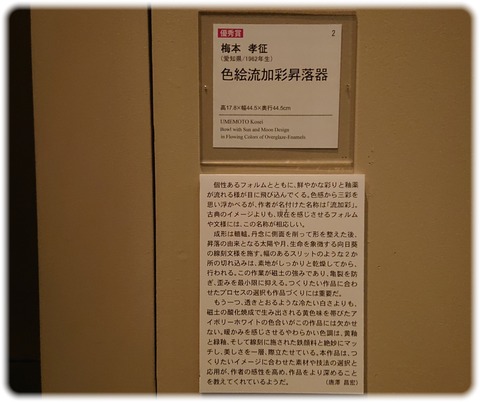 優秀賞
2
梅本 孝征
(愛知県/1962年生)
色絵流加彩昇落器
高17.8×幅44.5×奥行44.5cm
UMEMOTO Kosei
Bowl with Sun and Moon Design
in Flowing Colors of Overglaze-Enamels
個性あるフォルムとともに、鮮やかな彩りと釉薬
が流れる様が目に飛び込んでくる。色感から三彩を
思い浮かべるが、作者が名付けた名称は「流加彩」。
古典のイメージよりも、現在を感じさせるフォルム
や文様には、この名称が相応しい。
成形は轆轤。丹念に側面を削って形を整えた後、
昇落の由来となる太陽や月、生命を象徴する向日葵
の線刻文様を施す。幅のあるスリットのような2か
所の切れ込みは、素地がしっかりと乾燥してから、
行われる。この作業が磁土の強みであり、亀裂を防
ぎ、歪みを最小限に抑える。つくりたい作品に合わせ
たプロセスの選択も作品づくりには重要だ。
もう一つ、透きとおるような冷たい白さよりも、
磁土の酸化焼成で生み出される黄色味を帯びたア
イボリーホワイトの色合いがこの作品には欠かせ
ない。暖かみを感じさせるやわらかい色調は、黄釉
と緑釉、そして線刻に施された鉄顔料と絶妙にマッ
チし、美しさを一層、際立たせている。本作品は、つ
くりたいイメージに合わせた素材や技法の選択と
応用が、作者の感性を高め、作品をより深めること
を教えてくれているようだ。
(唐澤 昌宏)